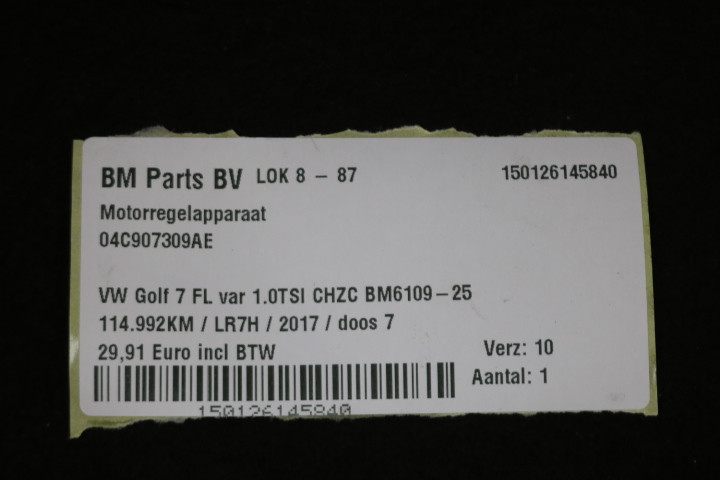 BM Parts BV LOK 8 - 87 150126145840
Motorregelapparaat
04C907309AE
VW Golf 7 FL var 1.0TSI CHZC BM6109-25
114.992KM / LR7H / 2017 / doos 7
29,91 Euro incl BTW Verz: 10
Aantal: 1
150126145840